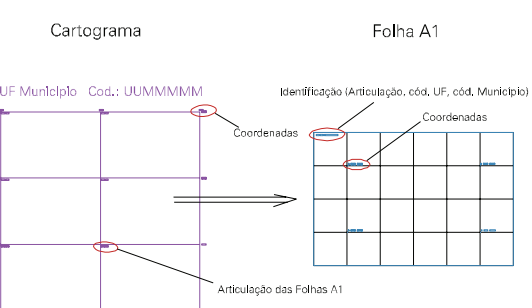 Cartograma
Folha A1
UF Município Cod.: UUMMMMM
Identificação (Articulação, cód. UF, cód. Município)
Coordenadas
Coordenadas
Articulação das Folhas A1